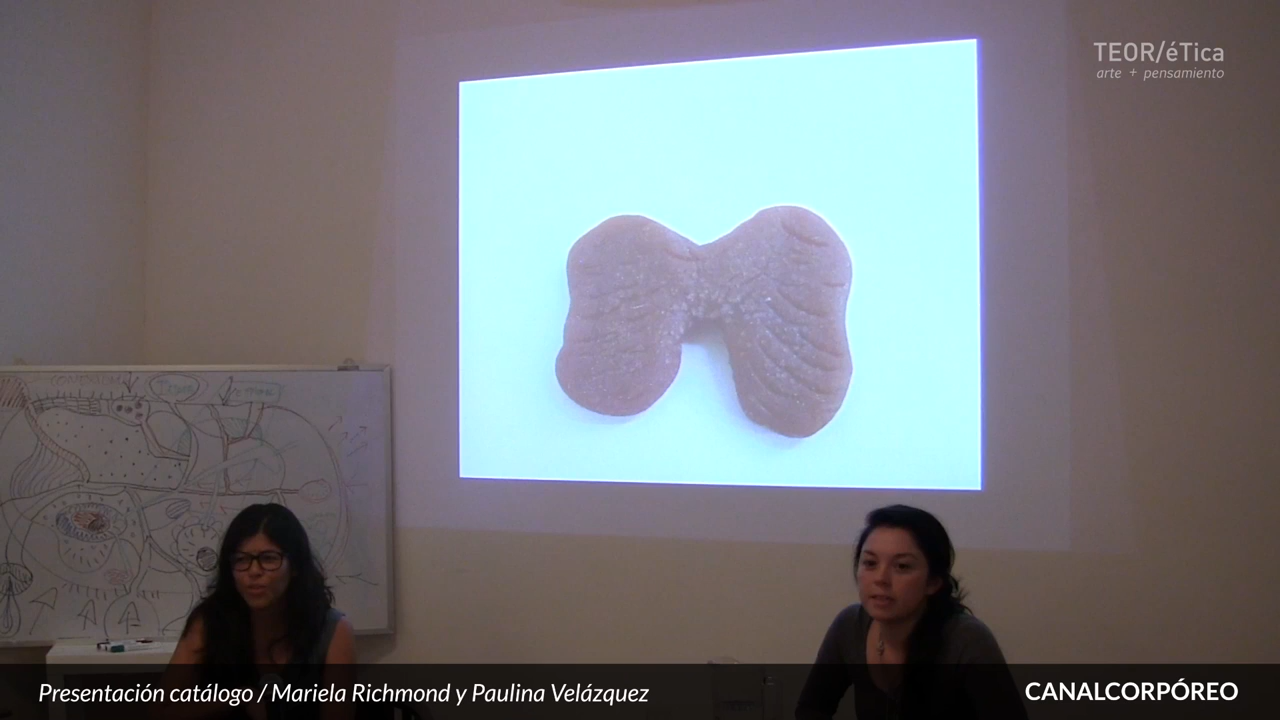 TEOR/éTica
arte + pensamiento
Presentación catálogo / Mariela Richmond y Paulina Velázquez
CANALCORPÓREO